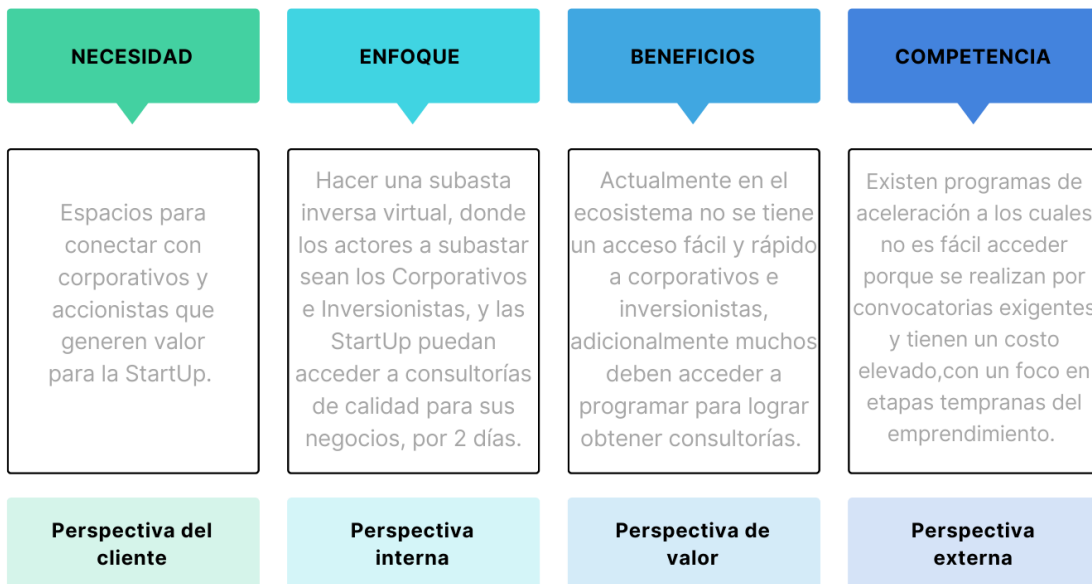 NECESIDAD
Espacios para
conectar con
corporativos y
accionistas que
generen valor
para la StartUp.
Perspectiva del
cliente
ENFOQUE
Hacer una subasta
inversa virtual, donde
los actores a subastar
sean los Corporativos
e Inversionistas, y las
StartUp puedan
acceder a consultorías
de calidad para sus
negocios, por 2 días.
Perspectiva
interna
BENEFICIOS
Actualmente en el
ecosistema no se tiene
un acceso fácil y rápido
a corporativos e
inversionistas,
adicionalmente muchos
deben acceder a
programar para lograr
obtener consultorías.
Perspectiva de
valor
COMPETENCIA
Existen programas de
aceleración a los cuales
no es fácil acceder
porque se realizan por
convocatorias exigentes
y tienen un costo
elevado,con un foco en
etapas tempranas del
emprendimiento.
Perspectiva
externa